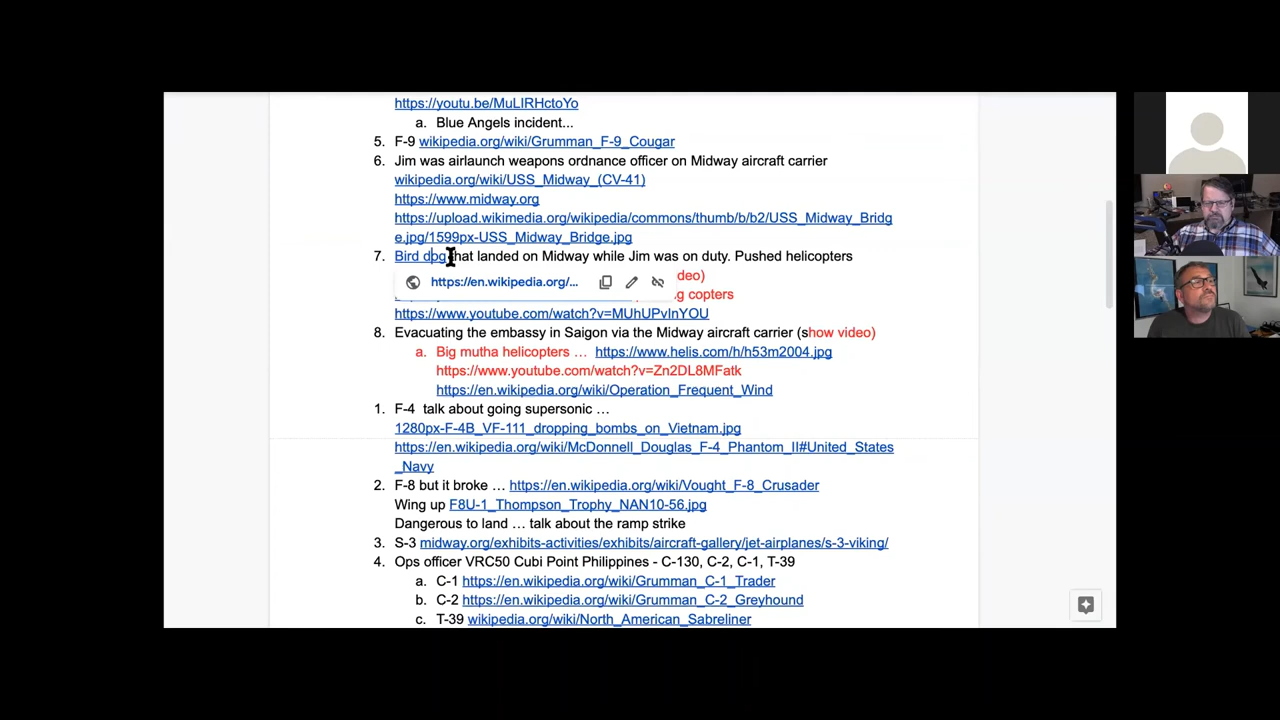 https://youtu.be/MuLIRHctoYo
a. Blue Angels incident...
5. F-9 wikipedia.org/wiki/Grumman_F-9_Cougar
6. Jim was airlaunch weapons ordnance officer on Midway aircraft carrier
wikipedia.org/wiki/USS_Midway_(CV-41)
https://www.midway.org
https://upload.wikimedia.org/wikipedia/commons/thumb/b/b2/USS_Midway_Bridg
e.jpg/1599px-USS_Midway_Bridge.jpg
7. Bird dog that landed on Midway while Jim was on duty. Pushed helicopters
https://en.wikipedia.org/... deo)
copters
https://www.youtube.com/watch?v=MUhUPvInYOU
8. Evacuating the embassy in Saigon via the Midway aircraft carrier (show video)
a. Big mutha helicopters … https://www.helis.com/h/h53m2004.jpg
https://www.youtube.com/watch?v=Zn2DL8MFatk
https://en.wikipedia.org/wiki/Operation_Frequent_Wind
1. F-4 talk about going supersonic …
1280px-F-4B_VF-111_dropping_bombs_on_Vietnam.jpg
https://en.wikipedia.org/wiki/McDonnell_Douglas_F-4_Phantom_II#United_States
_Navy
2. F-8 but it broke … https://en.wikipedia.org/wiki/Vought_F-8_Crusader
Wing up F8U-1_Thompson_Trophy_NAN10-56.jpg
Dangerous to land … talk about the ramp strike
3. S-3 midway.org/exhibits-activities/exhibits/aircraft-gallery/jet-airplanes/s-3-viking/
4. Ops officer VRC50 Cubi Point Philippines - C-130, C-2, C-1, T-39
a. C-1 https://en.wikipedia.org/wiki/Grumman_C-1_Trader
b. C-2 https://en.wikipedia.org/wiki/Grumman_C-2_Greyhound
c. T-39 wikipedia.org/wiki/North_American_Sabreliner